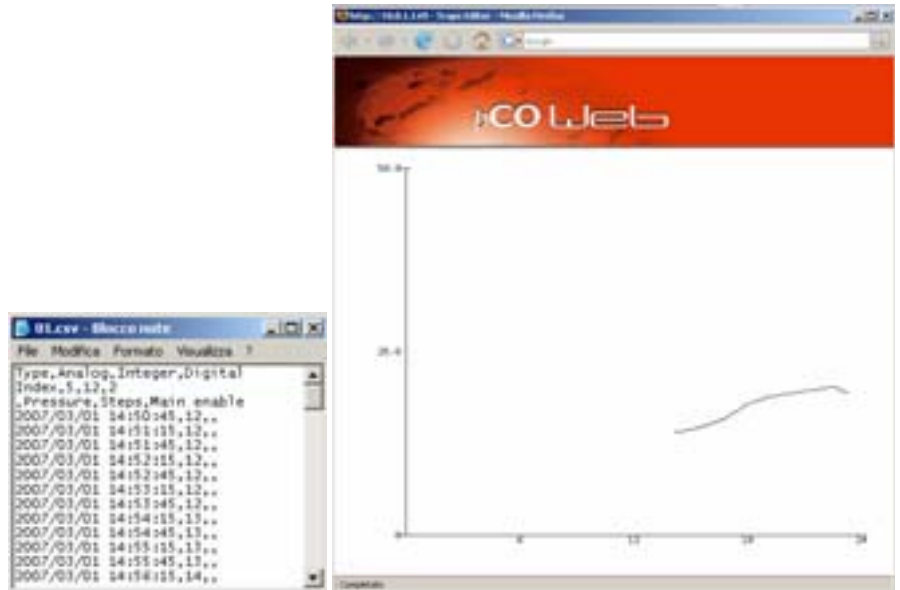 01.csv - Blocco note
File Modifica Formato Visualizza ?
Type,Analog,Integer,Digital
Index,5,12,2
,Pressure,Steps,Main enable
2007/03/01 14:50:45,12,,
2007/03/01 14:51:15,12,,
2007/03/01 14:51:45,12,,
2007/03/01 14:52:15,12,,
2007/03/01 14:52:45,12,,
2007/03/01 14:53:15,12,,
2007/03/01 14:53:45,12,,
2007/03/01 14:54:15,13,,
2007/03/01 14:54:45,13,,
2007/03/01 14:55:15,13,,
2007/03/01 14:55:45,13,,
2007/03/01 14:56:15,14,,
Mozilla Firefox
Google
pCO Web
50.0
25.0
0
6
12
18
24
Completato